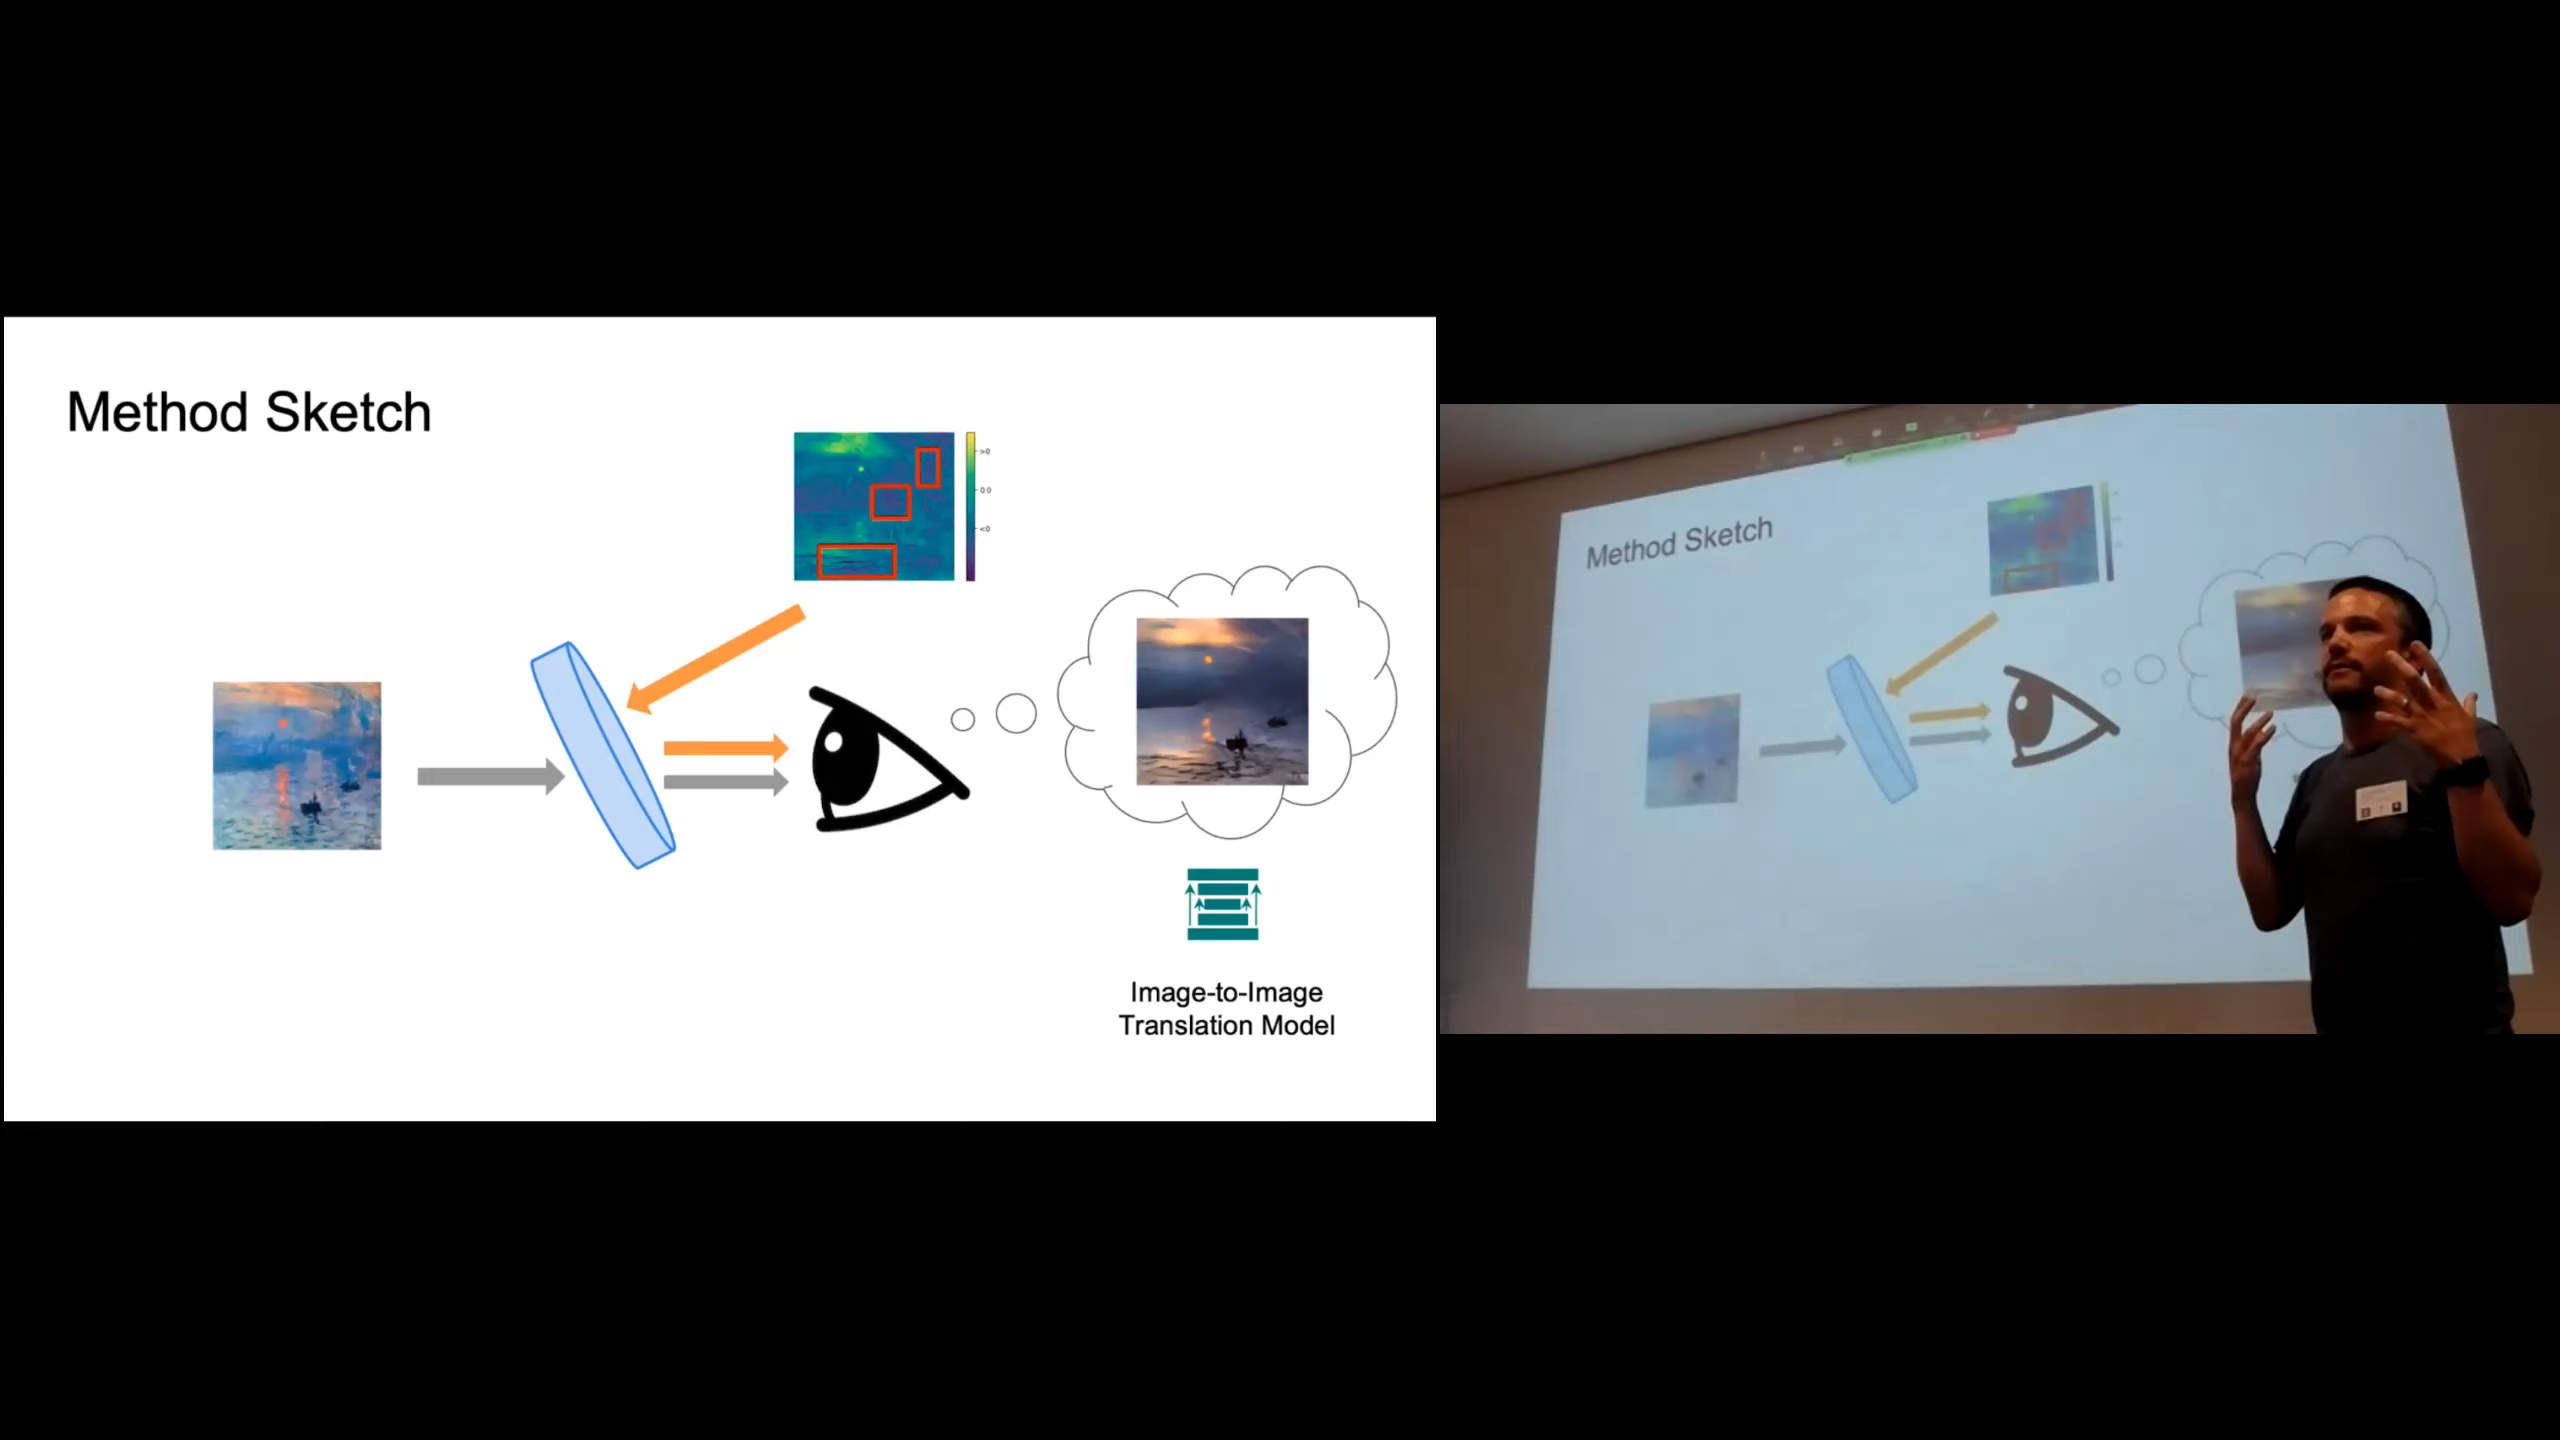 Method Sketch
>0
0.0
<0
Image-to-Image
Translation Model
Method Sketch